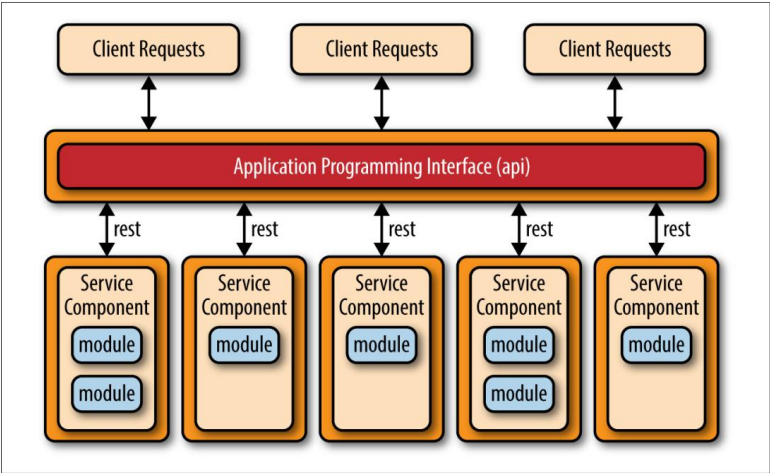 Client Requests
Client Requests
Client Requests
Application Programming Interface (api)
rest
rest
rest
rest
rest
Service
Component
module
module
Service
Component
module
Service
Component
module
Service
Component
module
module
Service
Component
module